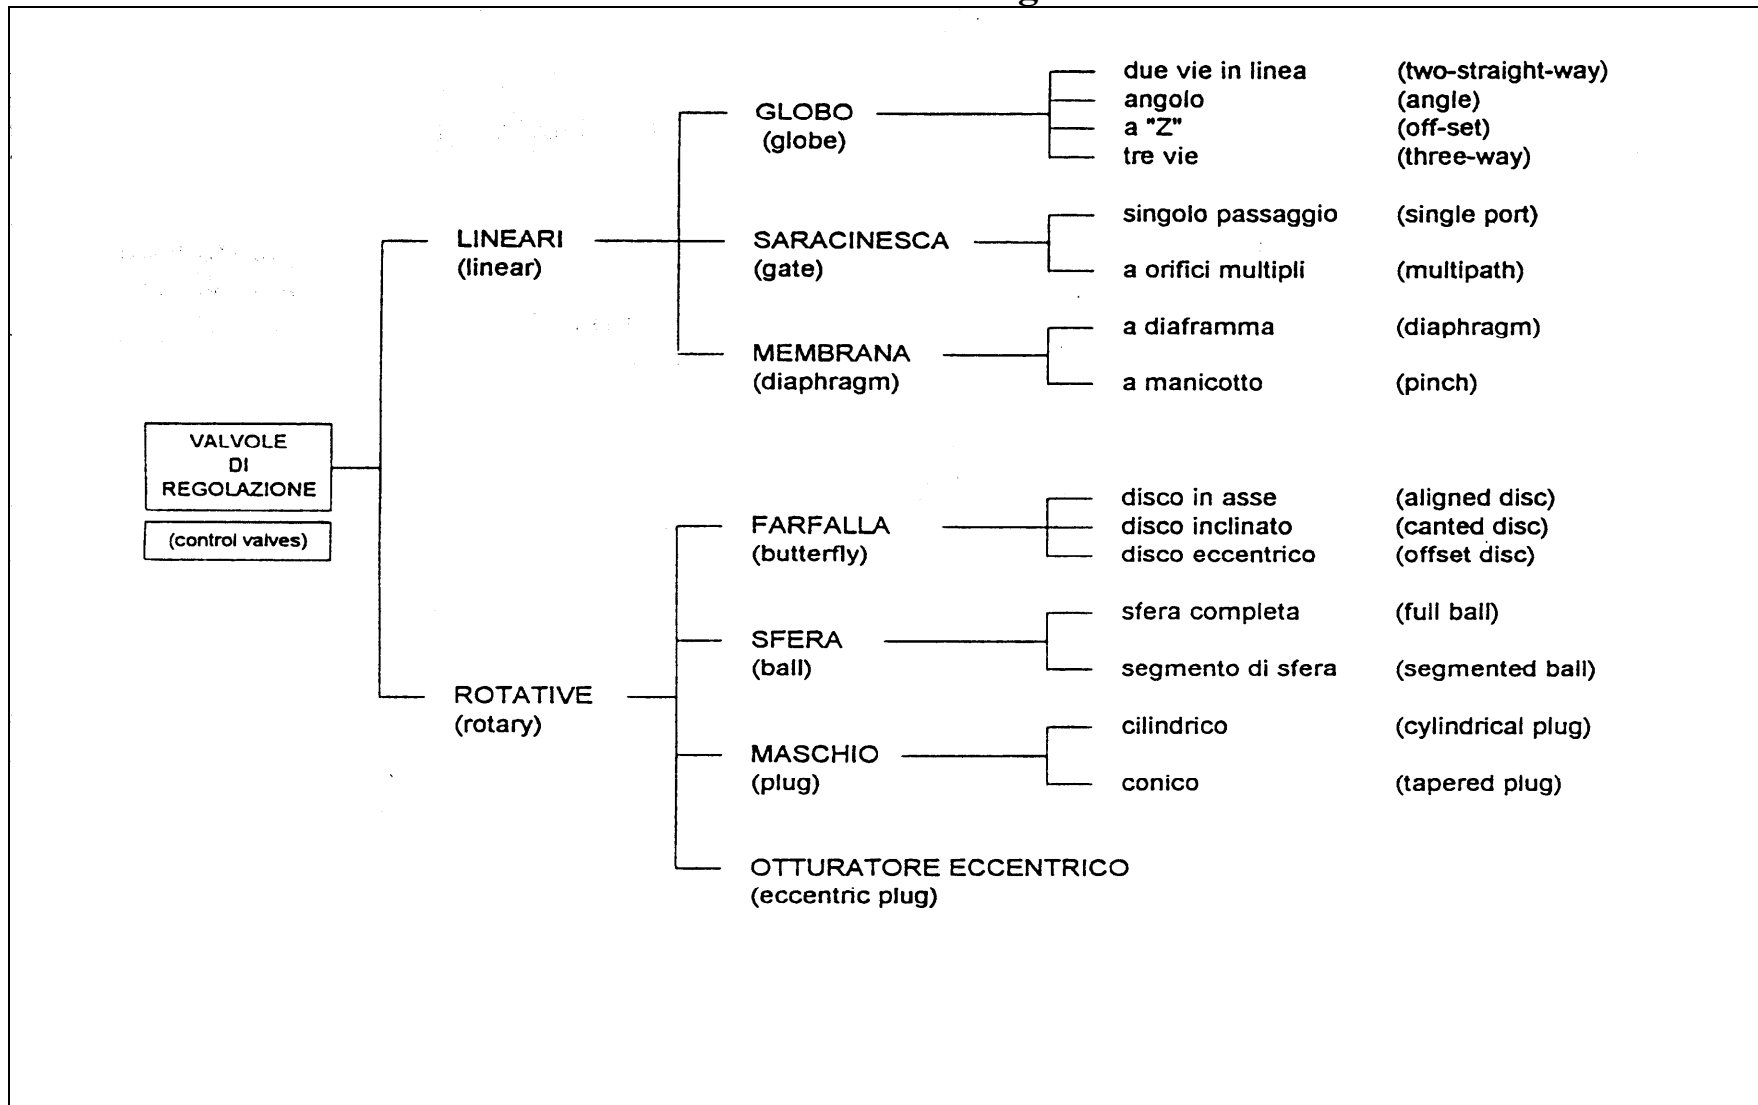 due vie in linea (two-straight-way)
GLOBO angolo (angle)
(globe) a "Z" (off-set)
tre vie (three-way)
singolo passaggio (single port)
LINEARI SARACINESCA
(linear) (gate) a orifici multipli (multipath)
a diaframma (diaphragm)
MEMBRANA
(diaphragm) a manicotto (pinch)
VALVOLE
DI
REGOLAZIONE
(control valves)
disco in asse (aligned disc)
FARFALLA disco inclinato (canted disc)
(butterfly) disco eccentrico (offset disc)
sfera completa (full ball)
SFERA
(ball) segmento di sfera (segmented ball)
ROTATIVE
(rotary) cilindrico (cylindrical plug)
MASCHIO
(plug) conico (tapered plug)
OTTURATORE ECCENTRICO
(eccentric plug)